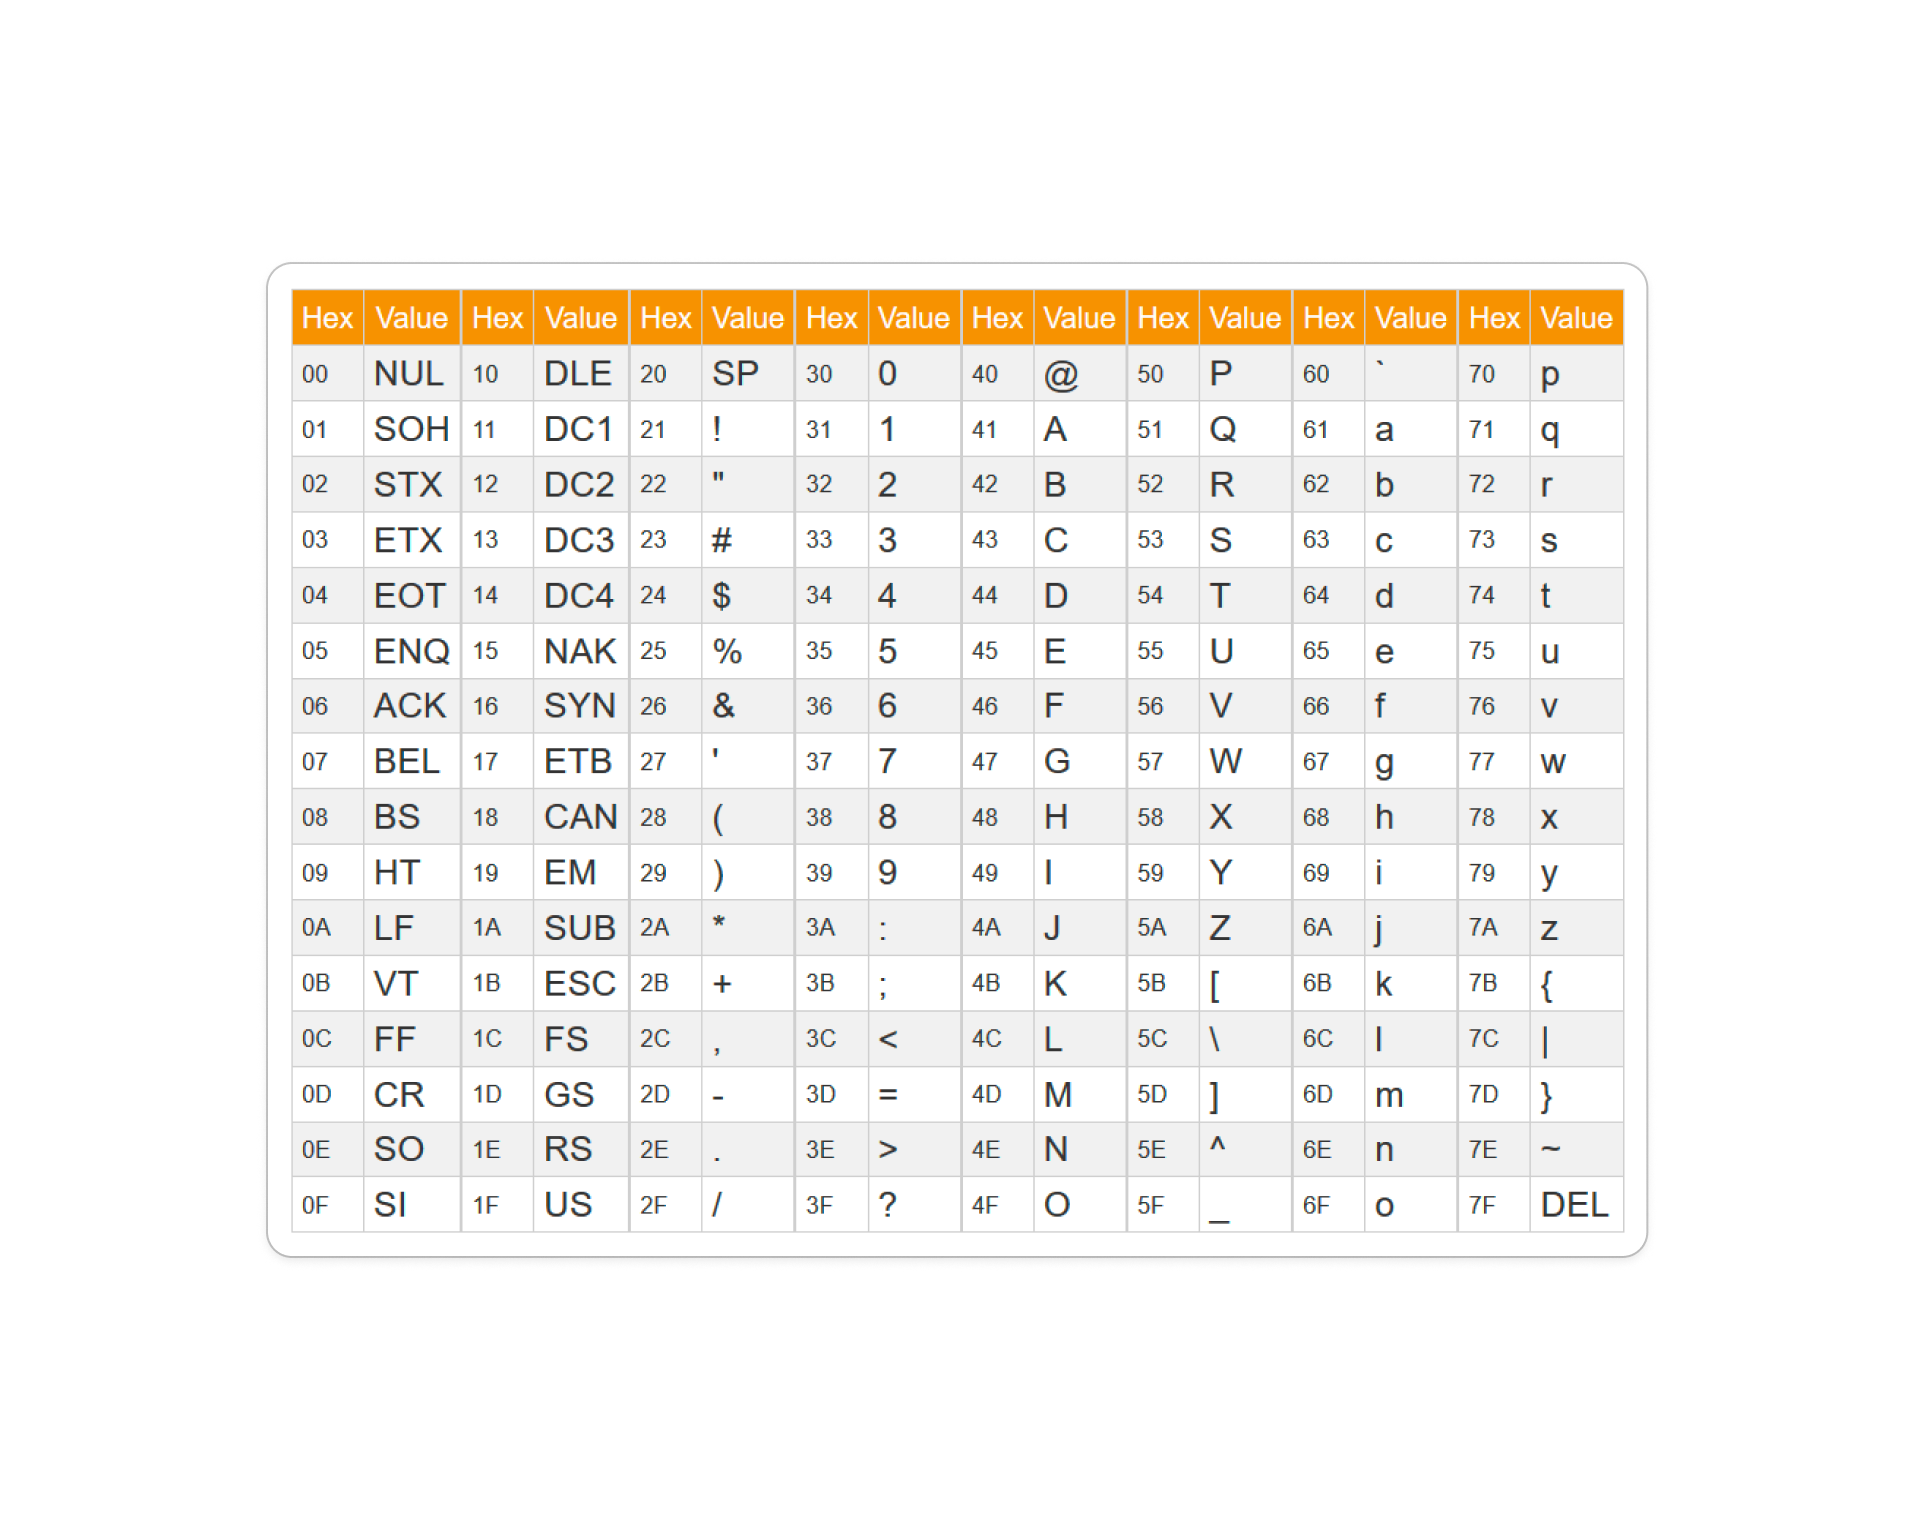 Hex Value Hex Value Hex Value Hex Value Hex Value Hex Value Hex Value Hex Value
00 NUL 10 DLE 20 SP 30 0 40 @ 50 P 60 ` 70 p
01 SOH 11 DC1 21 ! 31 1 41 A 51 Q 61 a 71 q
02 STX 12 DC2 22 " 32 2 42 B 52 R 62 b 72 r
03 ETX 13 DC3 23 # 33 3 43 C 53 S 63 c 73 s
04 EOT 14 DC4 24 $ 34 4 44 D 54 T 64 d 74 t
05 ENQ 15 NAK 25 % 35 5 45 E 55 U 65 e 75 u
06 ACK 16 SYN 26 & 36 6 46 F 56 V 66 f 76 v
07 BEL 17 ETB 27 ' 37 7 47 G 57 W 67 g 77 w
08 BS 18 CAN 28 ( 38 8 48 H 58 X 68 h 78 x
09 HT 19 EM 29 ) 39 9 49 I 59 Y 69 i 79 y
0A LF 1A SUB 2A * 3A : 4A J 5A Z 6A j 7A z
0B VT 1B ESC 2B + 3B ; 4B K 5B [ 6B k 7B {
0C FF 1C FS 2C , 3C < 4C L 5C \ 6C l 7C |
0D CR 1D GS 2D - 3D = 4D M 5D ] 6D m 7D }
0E SO 1E RS 2E . 3E > 4E N 5E ^ 6E n 7E ~
0F SI 1F US 2F / 3F ? 4F O 5F _ 6F o 7F DEL